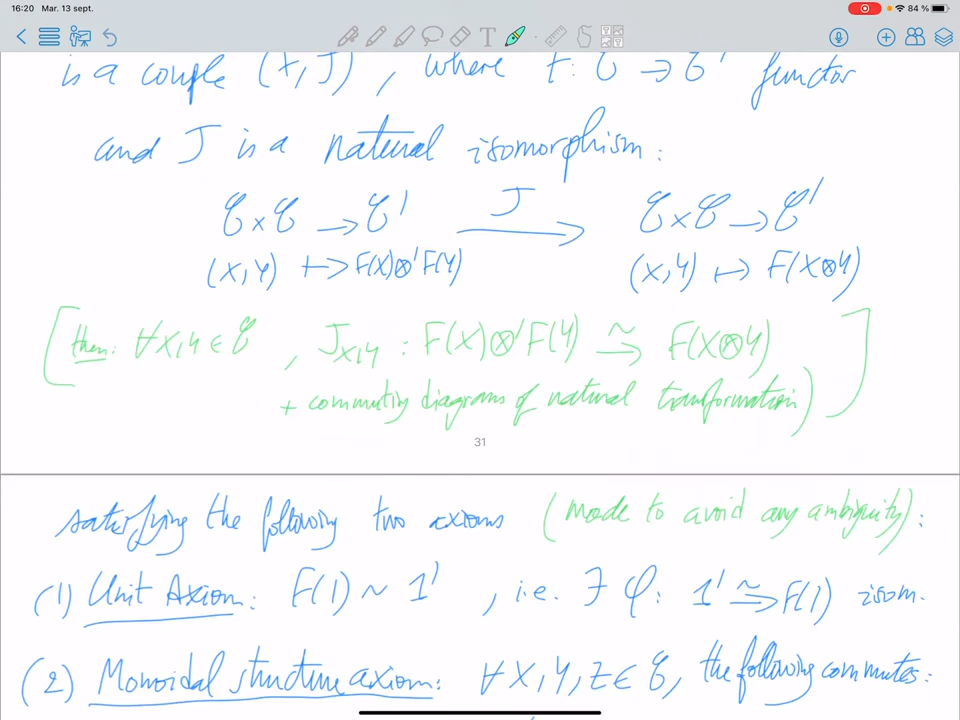 16:20 Mar. 13 sept. 84 %
is a couple (F, J), where F: C → C' functor
and J is a natural isomorphism:
C × C → C' J→ C × C → C'
(X, Y) ↦ F(X) ⊗' F(Y) (X, Y) ↦ F(X ⊗ Y)
[then: ∀ X, Y ∈ C, J_{X,Y} : F(X) ⊗' F(Y) ⥲ F(X ⊗ Y)
+ commuting diagrams of natural transformation)]
31
satisfying the following two axioms (made to avoid any ambiguity):
(1) Unit Axiom: F(1) ~ 1', i.e. ∃ φ: 1' ⥲ F(1) isom.
(2) Monoidal structure axiom: ∀ X, Y, Z ∈ C, the following commutes: